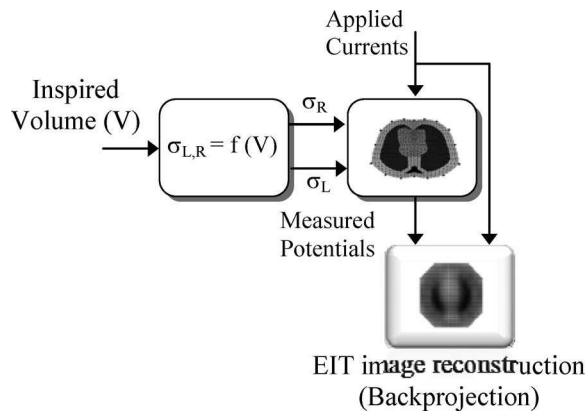 Applied
Currents
Inspired
Volume (V)
σL,R = f (V)
σR
σL
Measured
Potentials
EIT image reconstruction
(Backprojection)